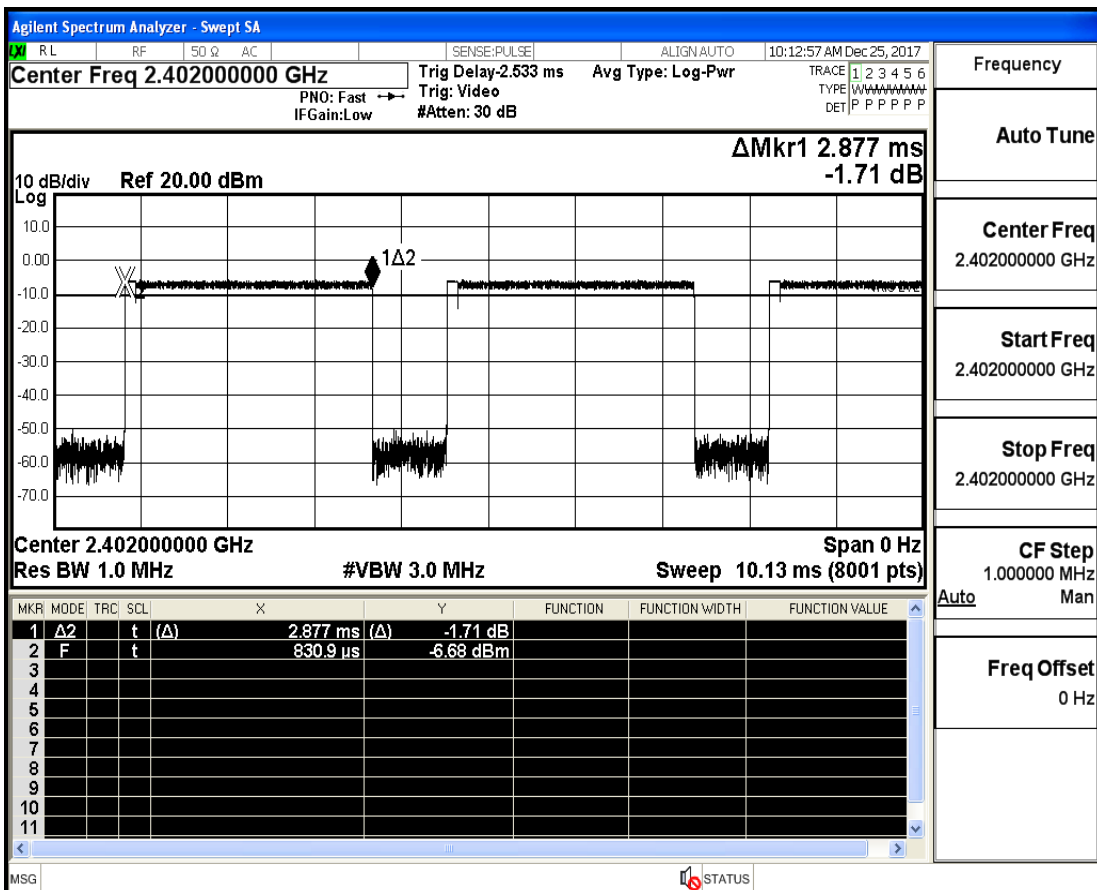 Agilent Spectrum Analyzer - Swept SA
LXI RL RF 50 Ω AC SENSE:PULSE ALIGN AUTO 10:12:57 AM Dec 25, 2017
Center Freq 2.402000000 GHz
PNO: Fast
IFGain:Low
Trig Delay-2.533 ms
Trig: Video
#Atten: 30 dB
Avg Type: Log-Pwr
TRACE 1 2 3 4 5 6
TYPE WWWWWW
DET P P P P P P
ΔMkr1 2.877 ms
-1.71 dB
10 dB/div Ref 20.00 dBm
Log
10.0
0.00
-10.0
-20.0
-30.0
-40.0
-50.0
-60.0
-70.0
1Δ2
Center 2.402000000 GHz Span 0 Hz
Res BW 1.0 MHz #VBW 3.0 MHz Sweep 10.13 ms (8001 pts)
MKR MODE TRC SCL X Y FUNCTION FUNCTION WIDTH FUNCTION VALUE
1 Δ2 t (Δ) 2.877 ms (Δ) -1.71 dB
2 F t 830.9 µs -6.68 dBm
3
4
5
6
7
8
9
10
11
MSG STATUS
Frequency
Auto Tune
Center Freq
2.402000000 GHz
Start Freq
2.402000000 GHz
Stop Freq
2.402000000 GHz
CF Step
1.000000 MHz
Auto Man
Freq Offset
0 Hz